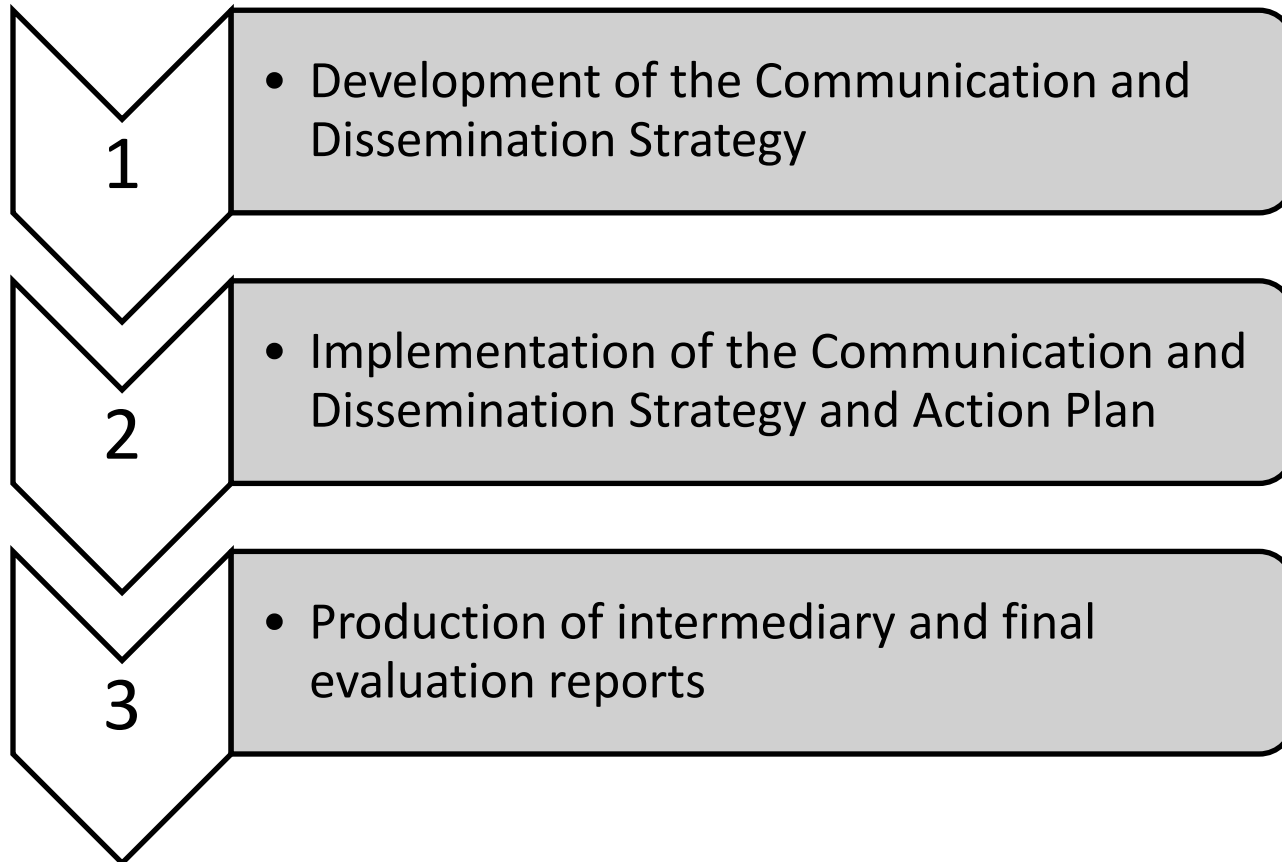 1
• Development of the Communication and
Dissemination Strategy
2
• Implementation of the Communication and
Dissemination Strategy and Action Plan
3
• Production of intermediary and final
evaluation reports